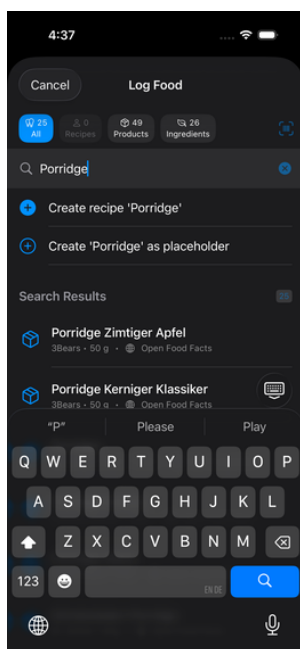 4:37
Cancel
Log Food
25
All
0
Recipes
49
Products
26
Ingredients
Porridge
Create recipe 'Porridge'
Create 'Porridge' as placeholder
Search Results
25
Porridge Zimtiger Apfel
3Bears • 50 g • Open Food Facts
Porridge Kerniger Klassiker
3Bears • 50 g • Open Food Facts
“P” Please Play
Q W E R T Y U I O P
A S D F G H J K L
Z X C V B N M
123
EN DE